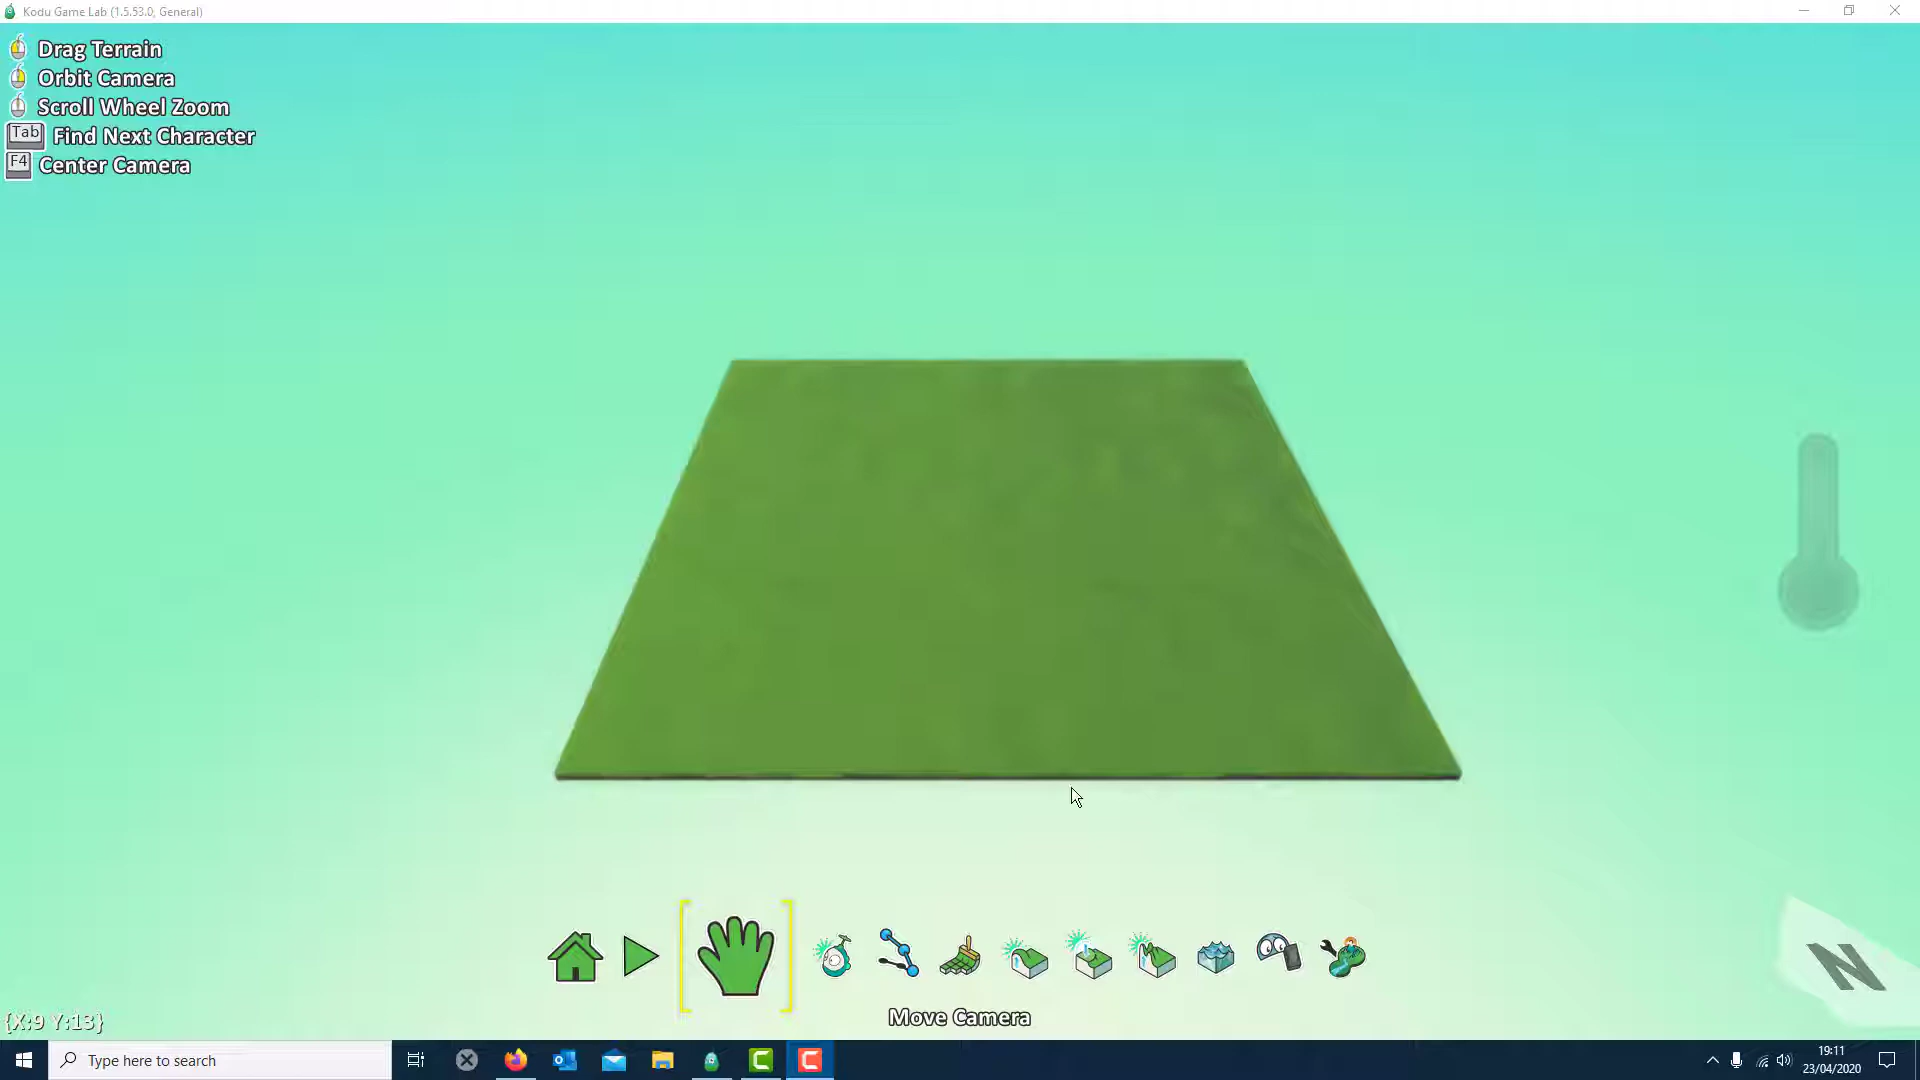 Kodu Game Lab (1.5.53.0, General)
Drag Terrain
Orbit Camera
Scroll Wheel Zoom
Tab Find Next Character
F4 Center Camera
N
Move Camera
{X:9 Y:13}
Type here to search
19:11
23/04/2020